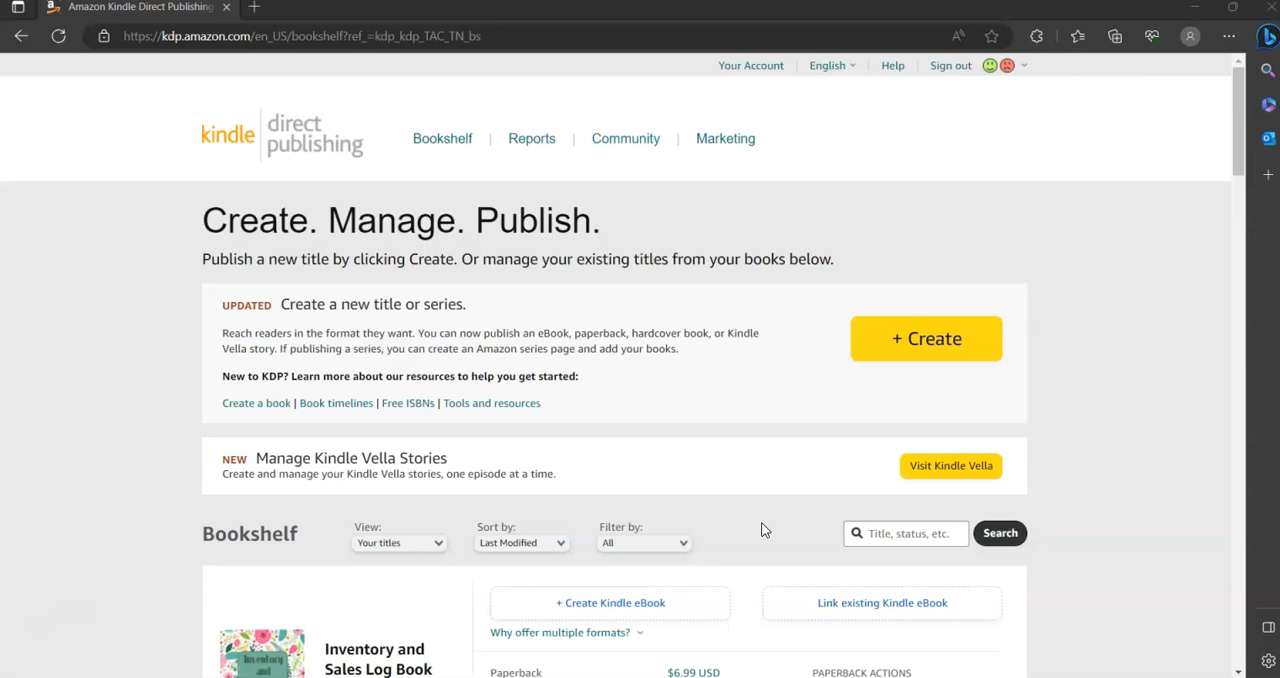 Amazon Kindle Direct Publishing
https://kdp.amazon.com/en_US/bookshelf?ref_=kdp_kdp_TAC_TN_bs
Your Account | English | Help | Sign out
kindle direct publishing
Bookshelf | Reports | Community | Marketing
Create. Manage. Publish.
Publish a new title by clicking Create. Or manage your existing titles from your books below.
UPDATED Create a new title or series.
Reach readers in the format they want. You can now publish an eBook, paperback, hardcover book, or Kindle
Vella story. If publishing a series, you can create an Amazon series page and add your books.
+ Create
New to KDP? Learn more about our resources to help you get started:
Create a book | Book timelines | Free ISBNs | Tools and resources
NEW Manage Kindle Vella Stories
Create and manage your Kindle Vella stories, one episode at a time.
Visit Kindle Vella
Bookshelf
View:
Your titles
Sort by:
Last Modified
Filter by:
All
Title, status, etc.
Search
+ Create Kindle eBook
Link existing Kindle eBook
Why offer multiple formats?
Inventory and
Sales Log Book
Inventory
and
Paperback
$6.99 USD
PAPERBACK ACTIONS